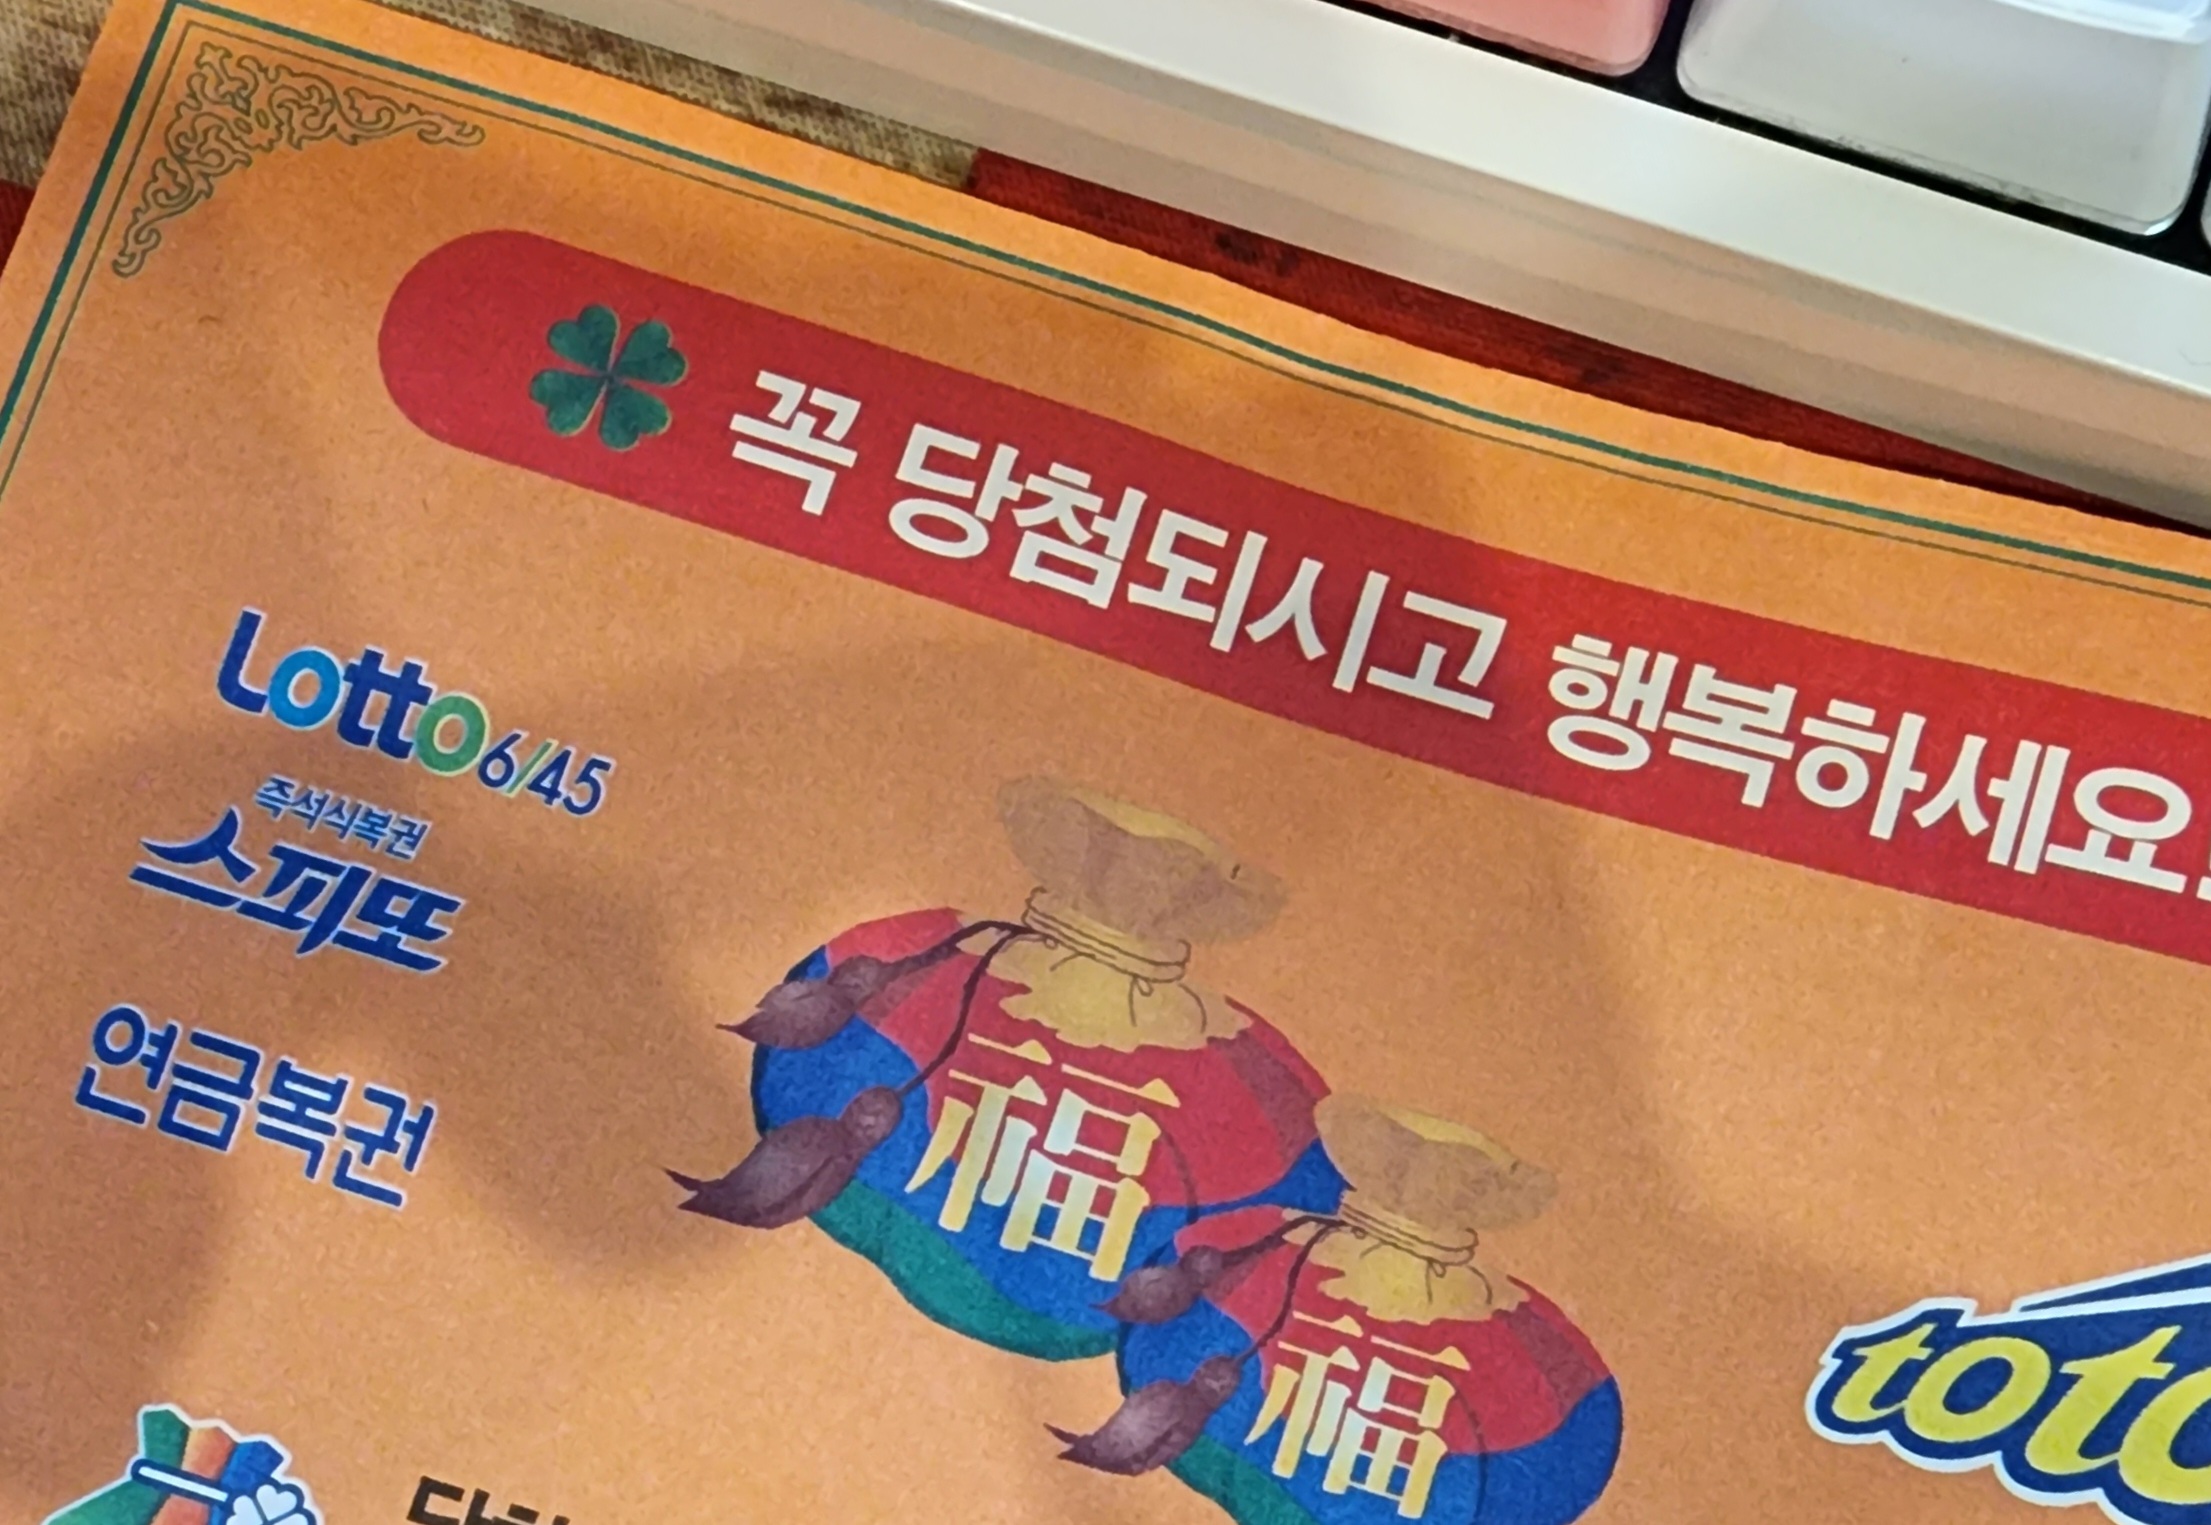 꼭 당첨되시고 행복하세요
Lotto 6/45
즉석식복권
스피또
연금복권
福
福
toto